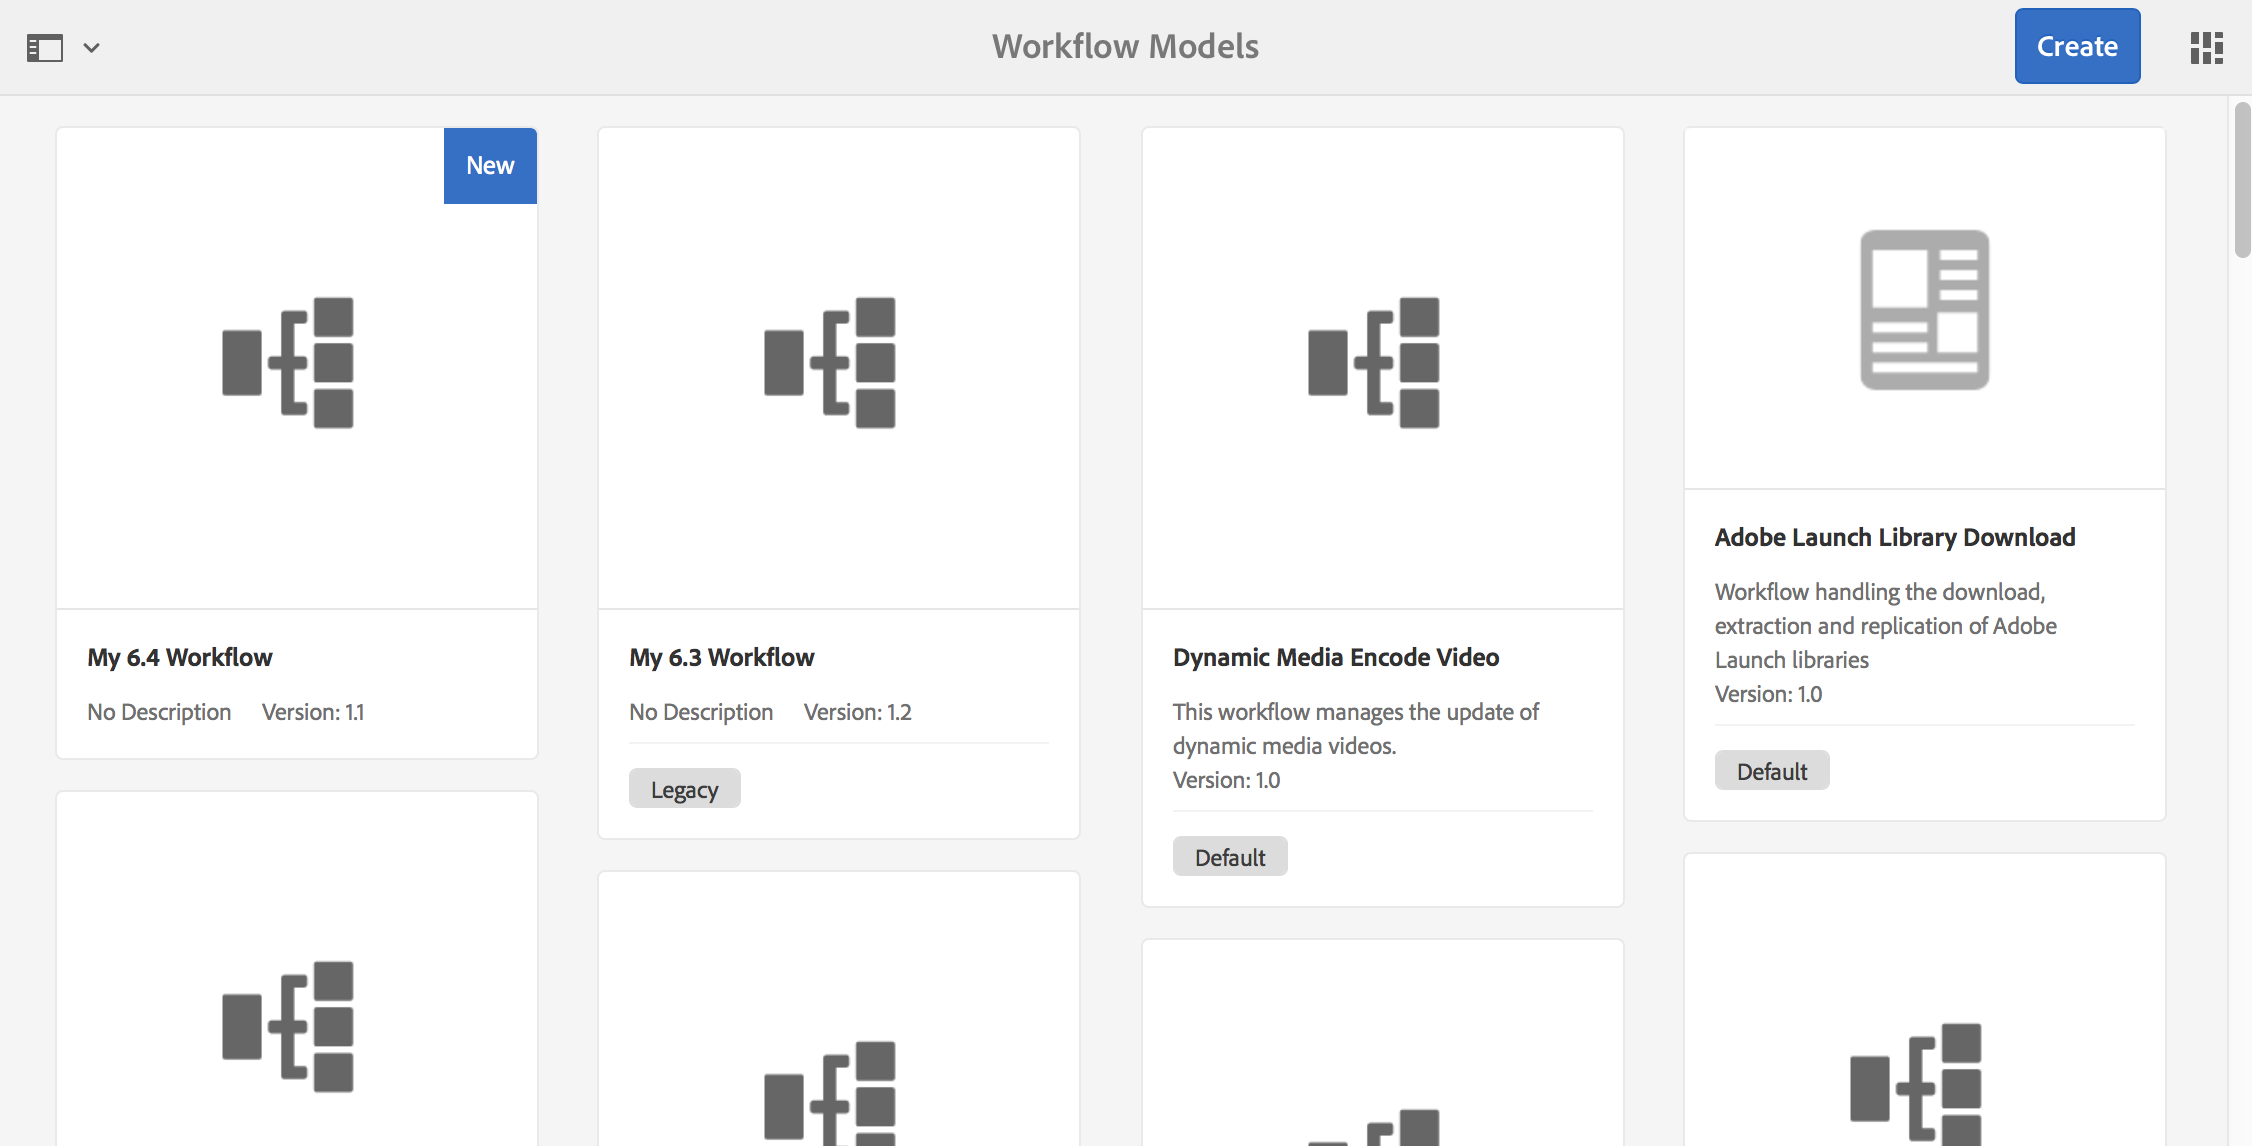 Workflow Models
Create
New
My 6.4 Workflow
No Description Version: 1.1
My 6.3 Workflow
No Description Version: 1.2
Legacy
Dynamic Media Encode Video
This workflow manages the update of
dynamic media videos.
Version: 1.0
Default
Adobe Launch Library Download
Workflow handling the download,
extraction and replication of Adobe
Launch libraries
Version: 1.0
Default